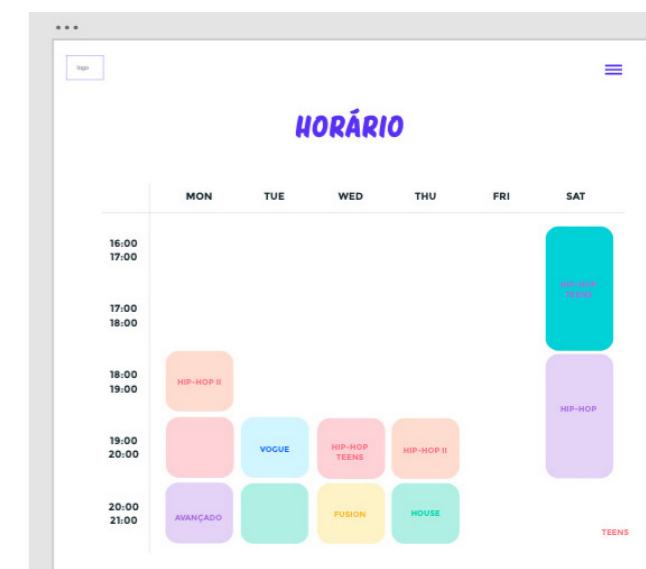 logo
HORÁRIO
MON TUE WED THU FRI SAT
16:00
17:00
HIP-HOP
TEENS
17:00
18:00
18:00
19:00
HIP-HOP II
HIP-HOP
19:00
20:00
VOGUE
HIP-HOP
TEENS
HIP-HOP II
20:00
21:00
AVANÇADO
FUSION
HOUSE
TEENS